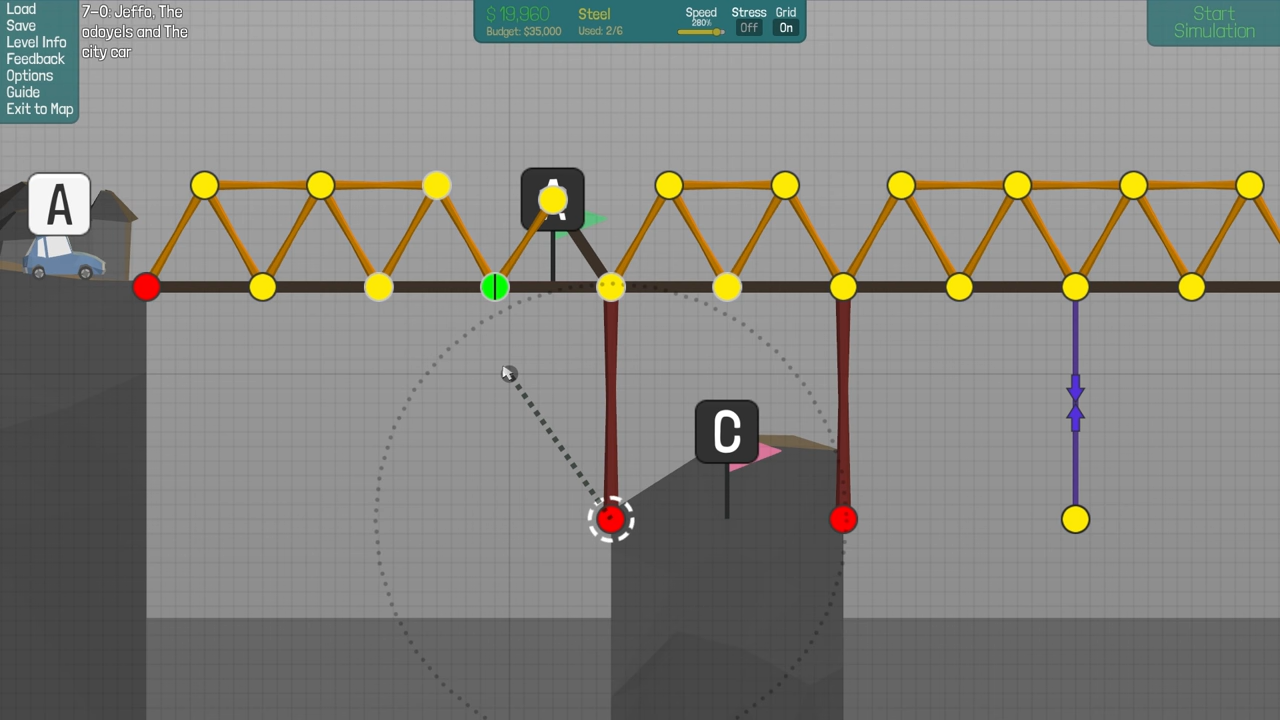 Load
Save
Level Info
Feedback
Options
Guide
Exit to Map
7-0: Jeffo, The
odoyels and The
city car
$ 19,960
Budget: $35,000
Steel
Used: 2/6
Speed
280%
Stress
Off
Grid
On
Start
Simulation
A
A
C